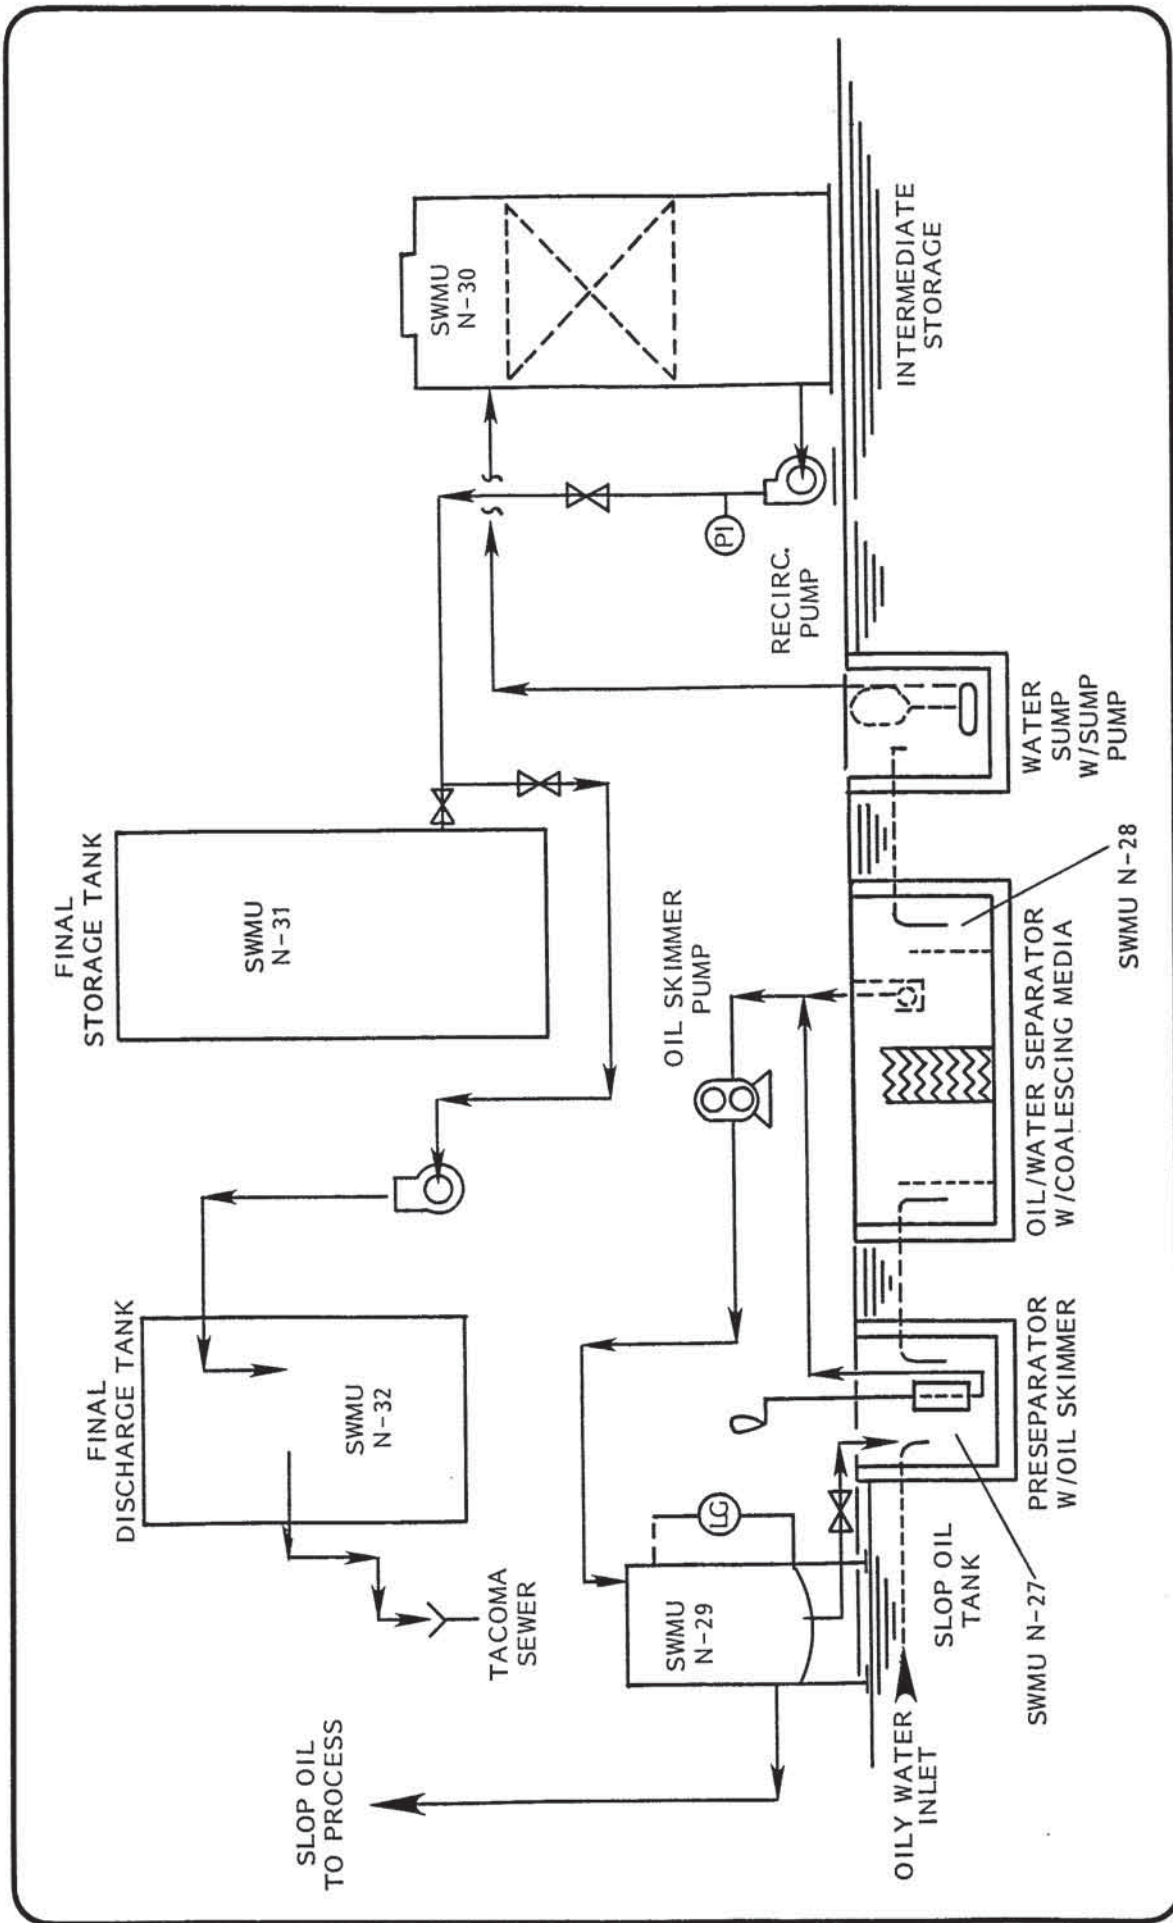 FINAL
DISCHARGE TANK
SWMU
N-32
TACOMA
SEWER
FINAL
STORAGE TANK
SWMU
N-31
SWMU
N-30
SLOP OIL
TO PROCESS
SWMU
N-29
LG
OIL SKIMMER
PUMP
PI
RECIRC.
PUMP
OILY WATER
INLET
SLOP OIL
TANK
SWMU N-27
PRESEPARATOR
W/OIL SKIMMER
OIL/WATER SEPARATOR
W/COALESCING MEDIA
SWMU N-28
WATER
SUMP
W/SUMP
PUMP
INTERMEDIATE
STORAGE